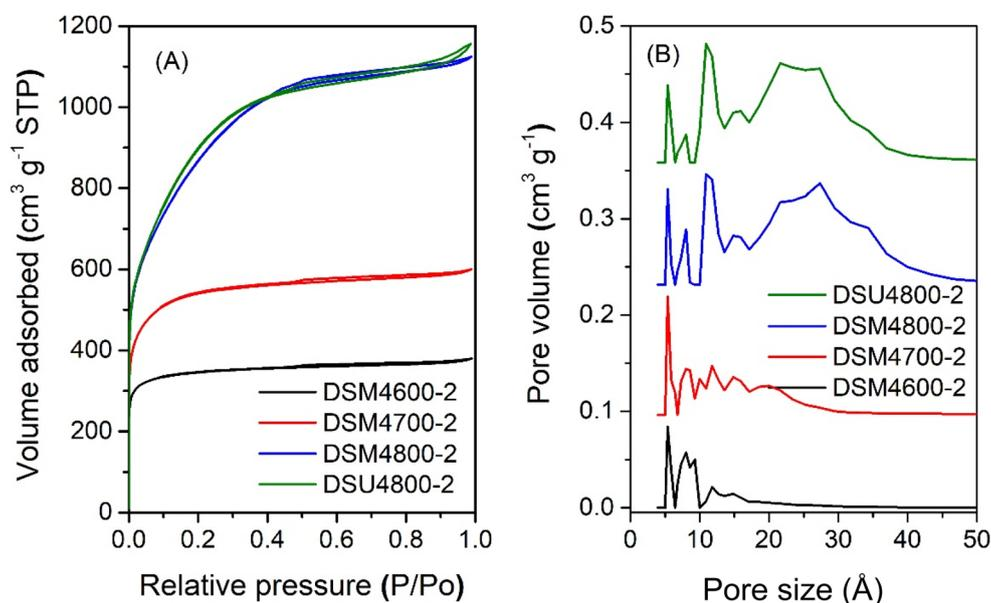 (A)
1200
1000
800
600
400
200
0
Volume adsorbed (cm³ g⁻¹ STP)
DSM4600-2
DSM4700-2
DSM4800-2
DSU4800-2
0.0 0.2 0.4 0.6 0.8 1.0
Relative pressure (P/Po)
(B)
0.5
0.4
0.3
0.2
0.1
0.0
Pore volume (cm³ g⁻¹)
DSU4800-2
DSM4800-2
DSM4700-2
DSM4600-2
0 10 20 30 40 50
Pore size (Å)